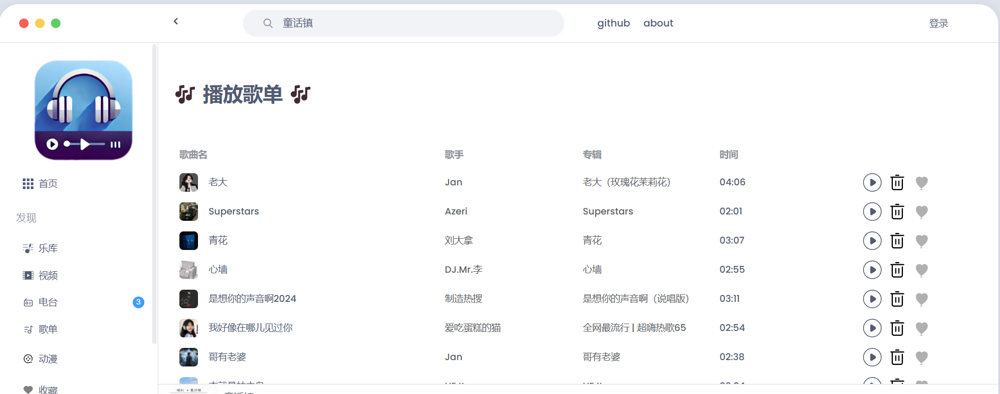 童话镇
github about
登录
播放歌单
首页
发现
乐库
视频
电台 3
歌单
动漫
收藏
歌曲名 歌手 专辑 时间
老大 Jan 老大（玫瑰花茉莉花） 04:06
Superstars Azeri Superstars 02:01
青花 刘大拿 青花 03:07
心墙 DJ.Mr.李 心墙 02:55
是想你的声音啊2024 制造热搜 是想你的声音啊（说唱版） 03:11
我好像在哪儿见过你 爱吃蛋糕的猫 全网最流行 | 超嗨热歌65 02:54
哥有老婆 Jan 哥有老婆 02:38
童话镇